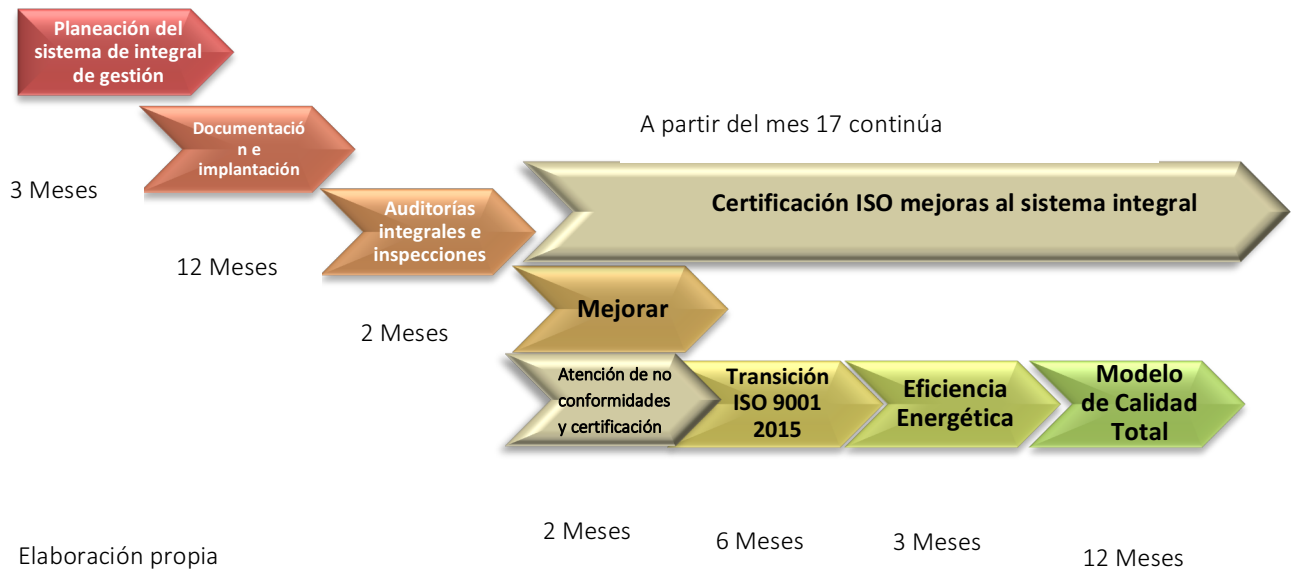 Planeación del
sistema de integral
de gestión
3 Meses
Documentació
n e
implantación
12 Meses
Auditorías
integrales e
inspecciones
2 Meses
A partir del mes 17 continúa
Certificación ISO mejoras al sistema integral
Mejorar
Atención de no
conformidades
y certificación
2 Meses
Transición
ISO 9001
2015
6 Meses
Eficiencia
Energética
3 Meses
Modelo
de Calidad
Total
12 Meses
Elaboración propia